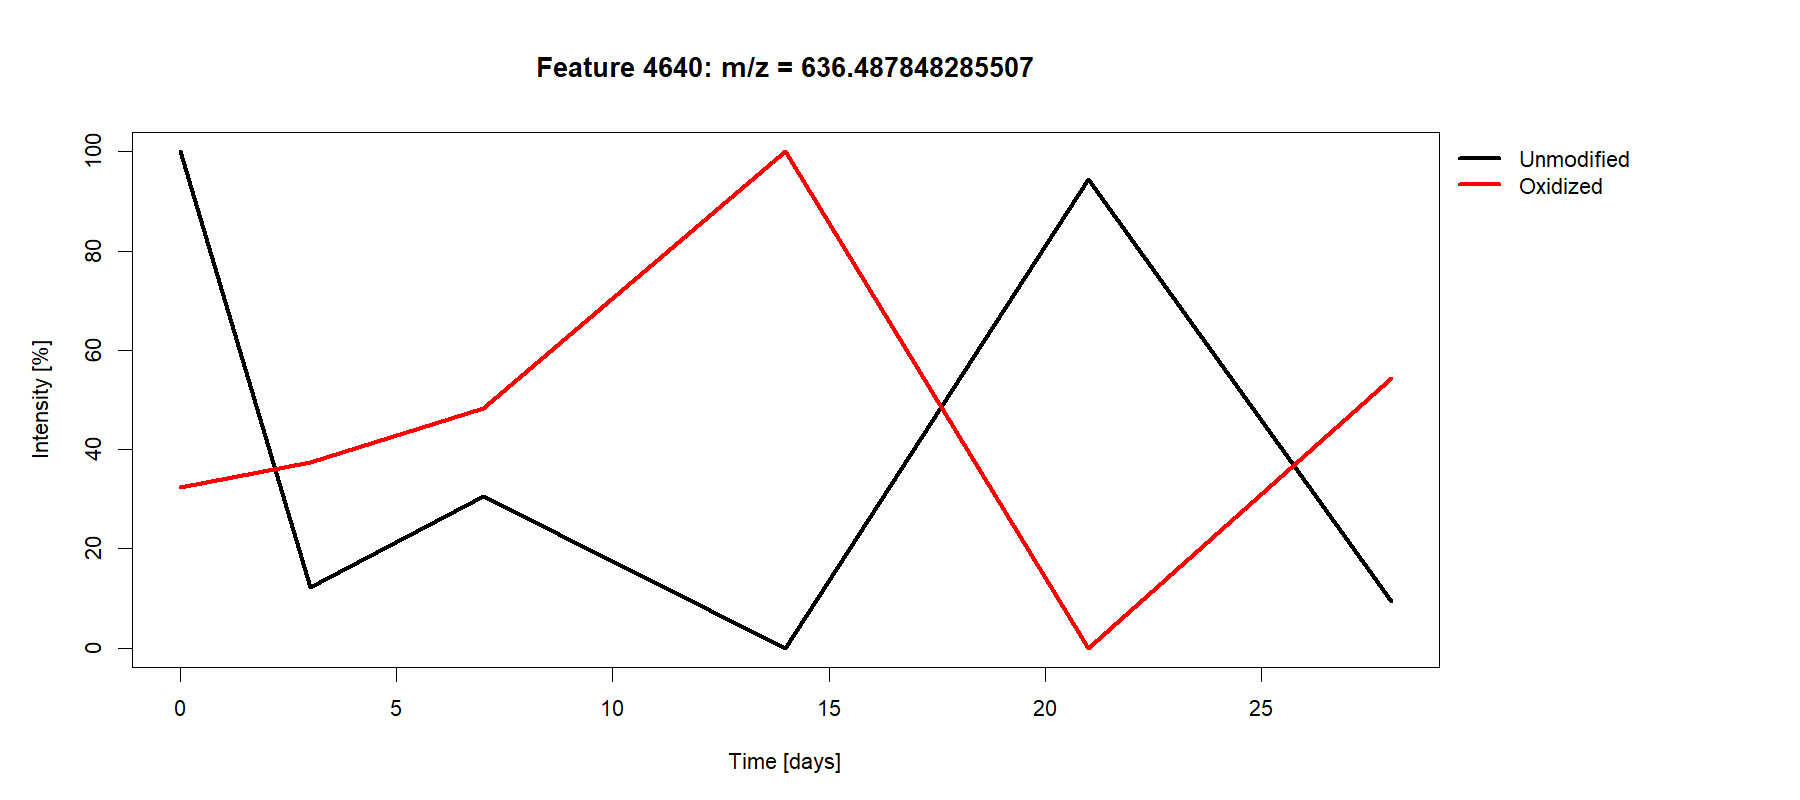 Feature 4640: m/z = 636.487848285507
Unmodified
Oxidized
Intensity [%]
100
80
60
40
20
0
0 5 10 15 20 25
Time [days]